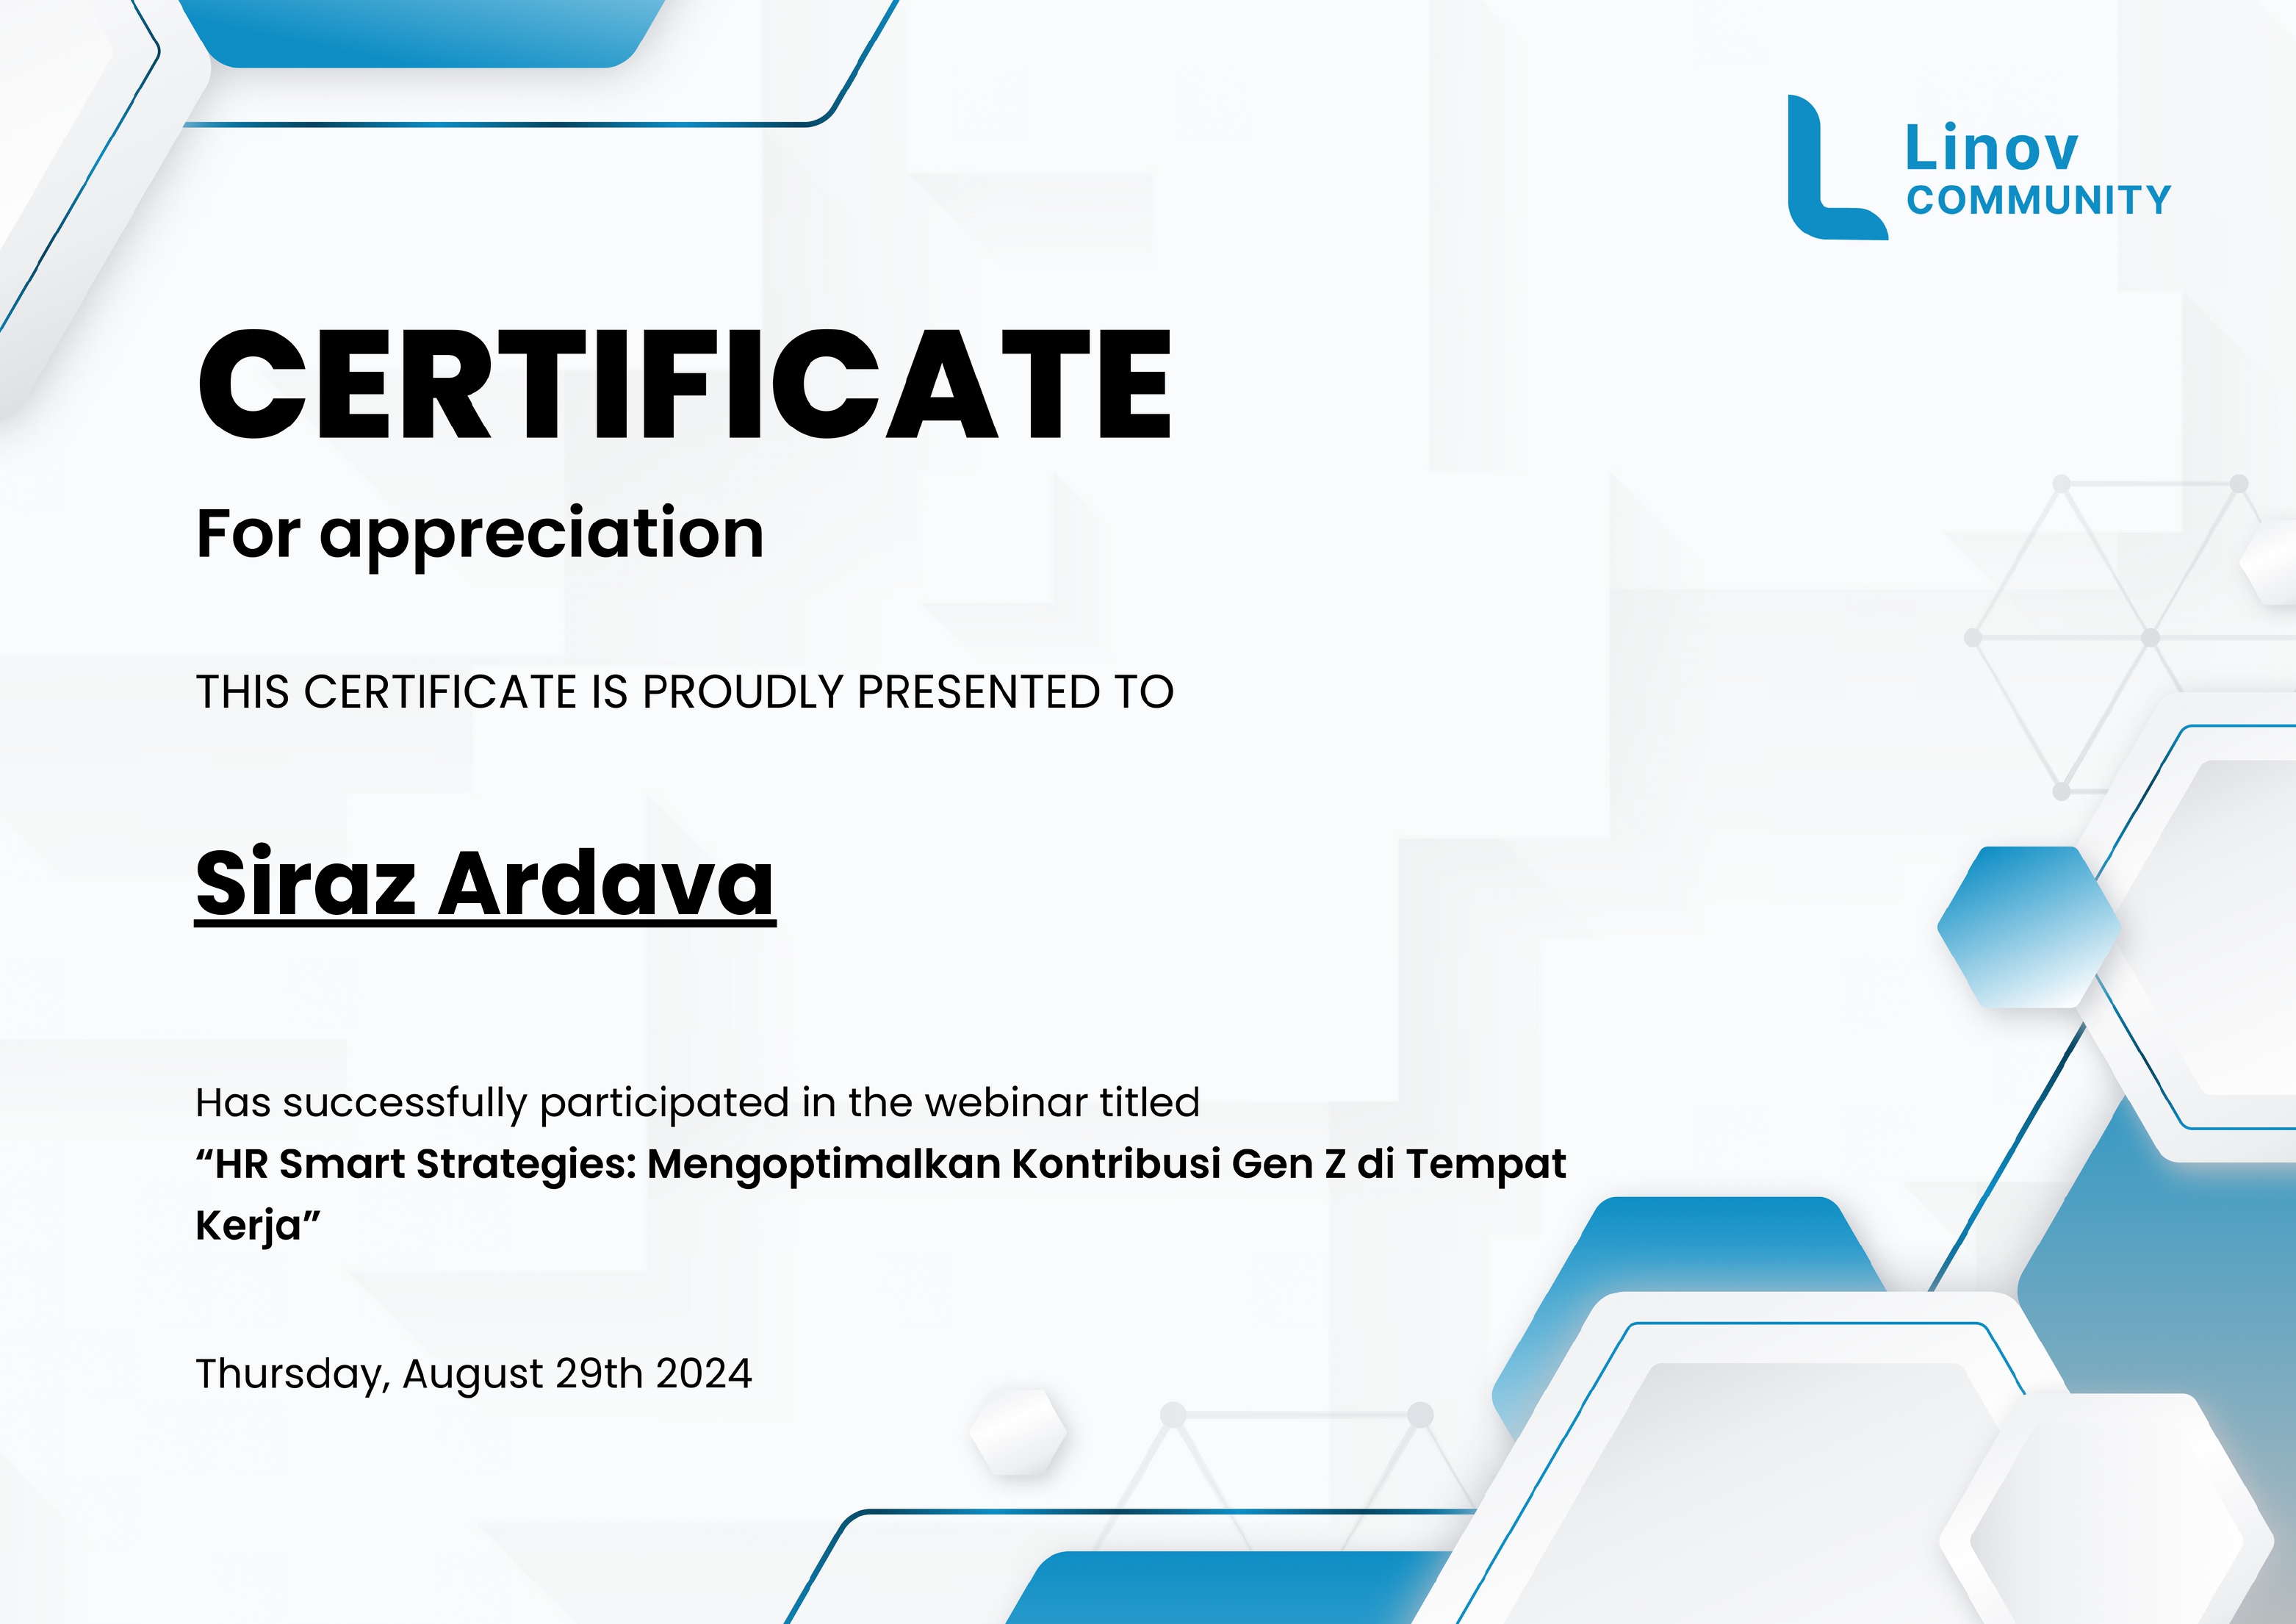 Linov
COMMUNITY
CERTIFICATE
For appreciation
THIS CERTIFICATE IS PROUDLY PRESENTED TO
Siraz Ardava
Has successfully participated in the webinar titled
“HR Smart Strategies: Mengoptimalkan Kontribusi Gen Z di Tempat
Kerja”
Thursday, August 29th 2024